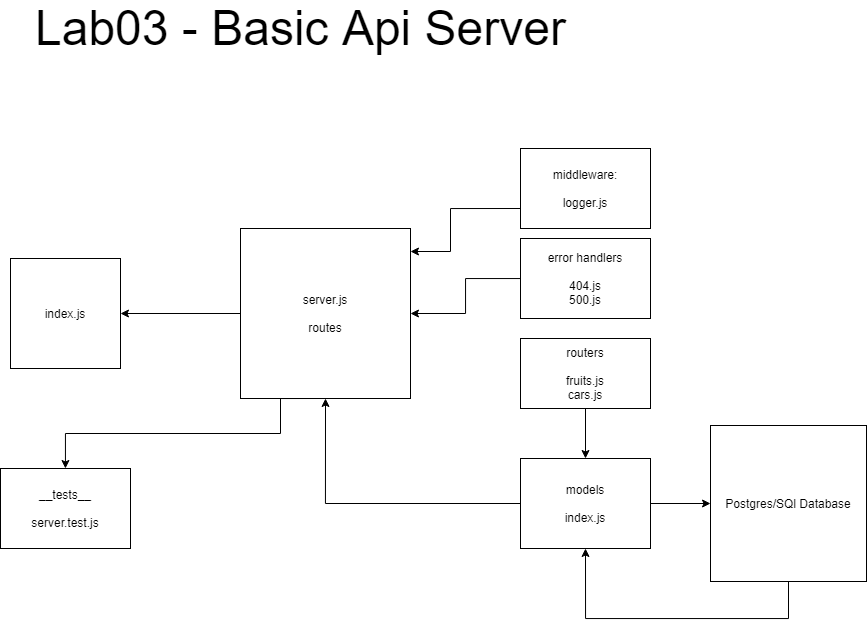 Lab03 - Basic Api Server
middleware:
logger.js
error handlers
404.js
500.js
server.js
routes
index.js
routers
fruits.js
cars.js
__tests__
server.test.js
models
index.js
Postgres/SQl Database